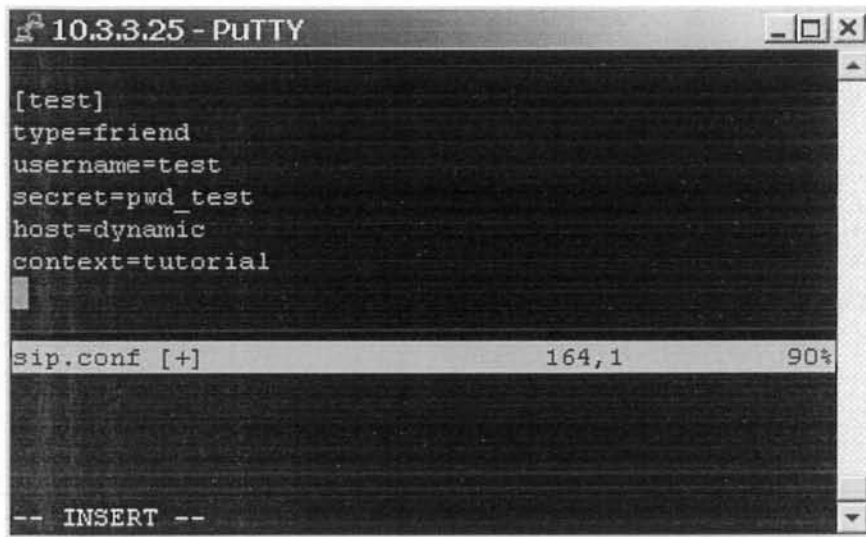 10.3.3.25 - PuTTY
[test]
type=friend
username=test
secret=pwd_test
host=dynamic
context=tutorial
sip.conf [+] 164,1 90%
-- INSERT --